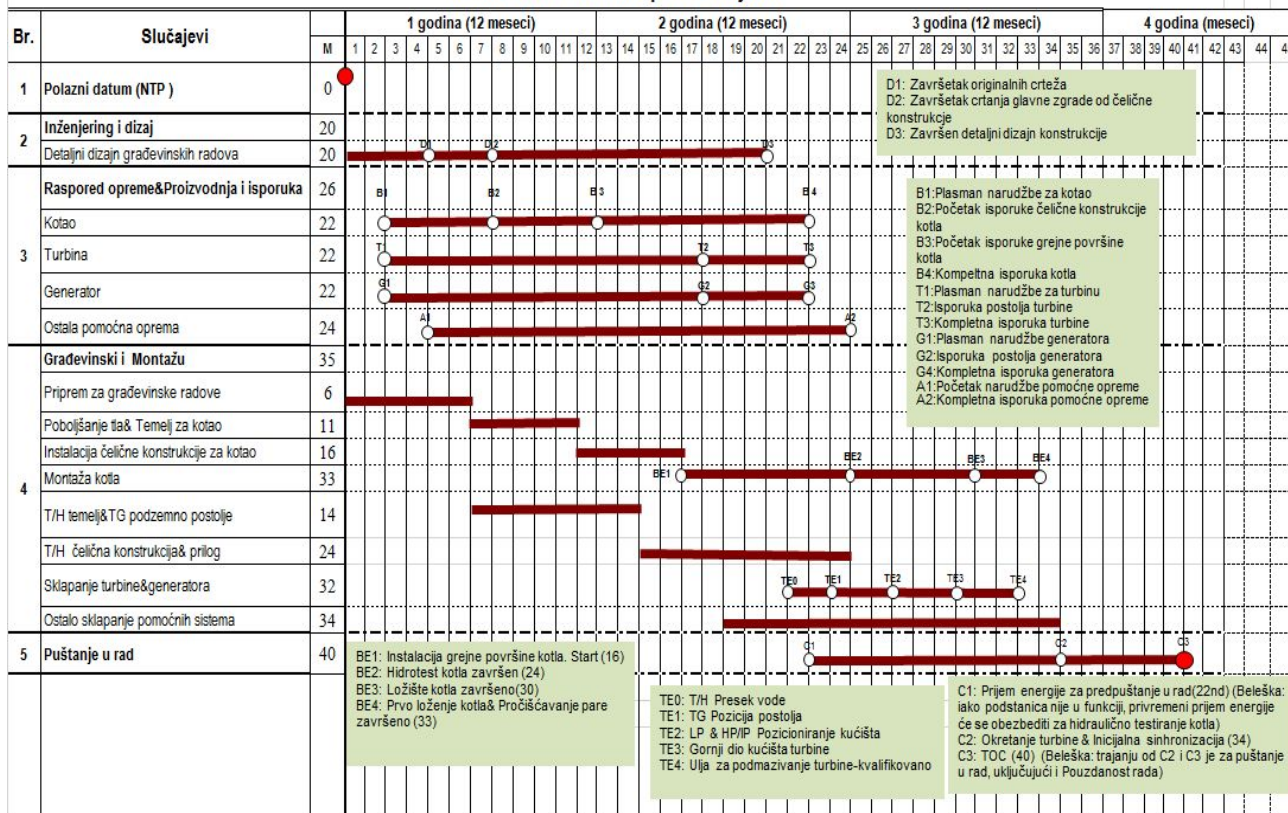 Br.
Slučajevi
M
1 godina (12 meseci)
2 godina (12 meseci)
3 godina (12 meseci)
4 godina (meseci)
1 2 3 4 5 6 7 8 9 10 11 12 13 14 15 16 17 18 19 20 21 22 23 24 25 26 27 28 29 30 31 32 33 34 35 36 37 38 39 40 41 42 43 44
1 Polazni datum (NTP ) 0
2 Inženjering i dizaj 20
Detaljni dizajn građevinskih radova 20
D1 D2 D3
D1: Završetak originalnih crteža
D2: Završetak crtanja glavne zgrade od čelične
konstrukcje
D3: Završen detaljni dizajn konstrukcije
3 Raspored opreme&Proizvodnja i isporuka 26
B1 B2 B3 B4
Kotao 22
Turbina 22
T1 T2 T3
Generator 22
G1 G2 G3
Ostala pomoćna oprema 24
A1 A2
B1:Plasman narudžbe za kotao
B2:Početak isporuke čelične konstrukcije
kotla
B3:Početak isporuke grejne površine
kotla
B4:Kompeltna isporuka kotla
T1:Plasman narudžbe za turbinu
T2:Isporuka postolja turbine
T3:Kompletna isporuka turbine
G1:Plasman narudžbe generatora
G2:Isporuka postolja generatora
G4:Kompletna isporuka generatora
A1:Početak narudžbe pomoćne opreme
A2:Kompletna isporuka pomoćne opreme
4 Građevinski i Montažu 35
Priprem za građevinske radove 6
Poboljšanje tla& Temelj za kotao 11
Instalacija čelične konstrukcije za kotao 16
Montaža kotla 33
BE1 BE2 BE3 BE4
T/H temelj&TG podzemno postolje 14
T/H čelična konstrukcija& prilog 24
Sklapanje turbine&generatora 32
TE0 TE1 TE2 TE3 TE4
Ostalo sklapanje pomoćnih sistema 34
5 Puštanje u rad 40
C1 C2 C3
BE1: Instalacija grejne površine kotla. Start (16)
BE2: Hidrotest kotla završen (24)
BE3: Ložište kotla završeno(30)
BE4: Prvo loženje kotla& Pročišćavanje pare
završeno (33)
TE0: T/H Presek vode
TE1: TG Pozicija postolja
TE2: LP & HP/IP Pozicioniranje kućišta
TE3: Gornji dio kućišta turbine
TE4: Ulja za podmazivanje turbine-kvalifikovano
C1: Prijem energije za predpuštanje u rad(22nd) (Beleška:
iako podstanica nije u funkciji, privremeni prijem energije
će se obezbediti za hidraulično testiranje kotla)
C2: Okretanje turbine & Inicijalna sinhronizacija (34)
C3: TOC (40) (Beleška: trajanju od C2 i C3 je za puštanje
u rad, uključujući i Pouzdanost rada)